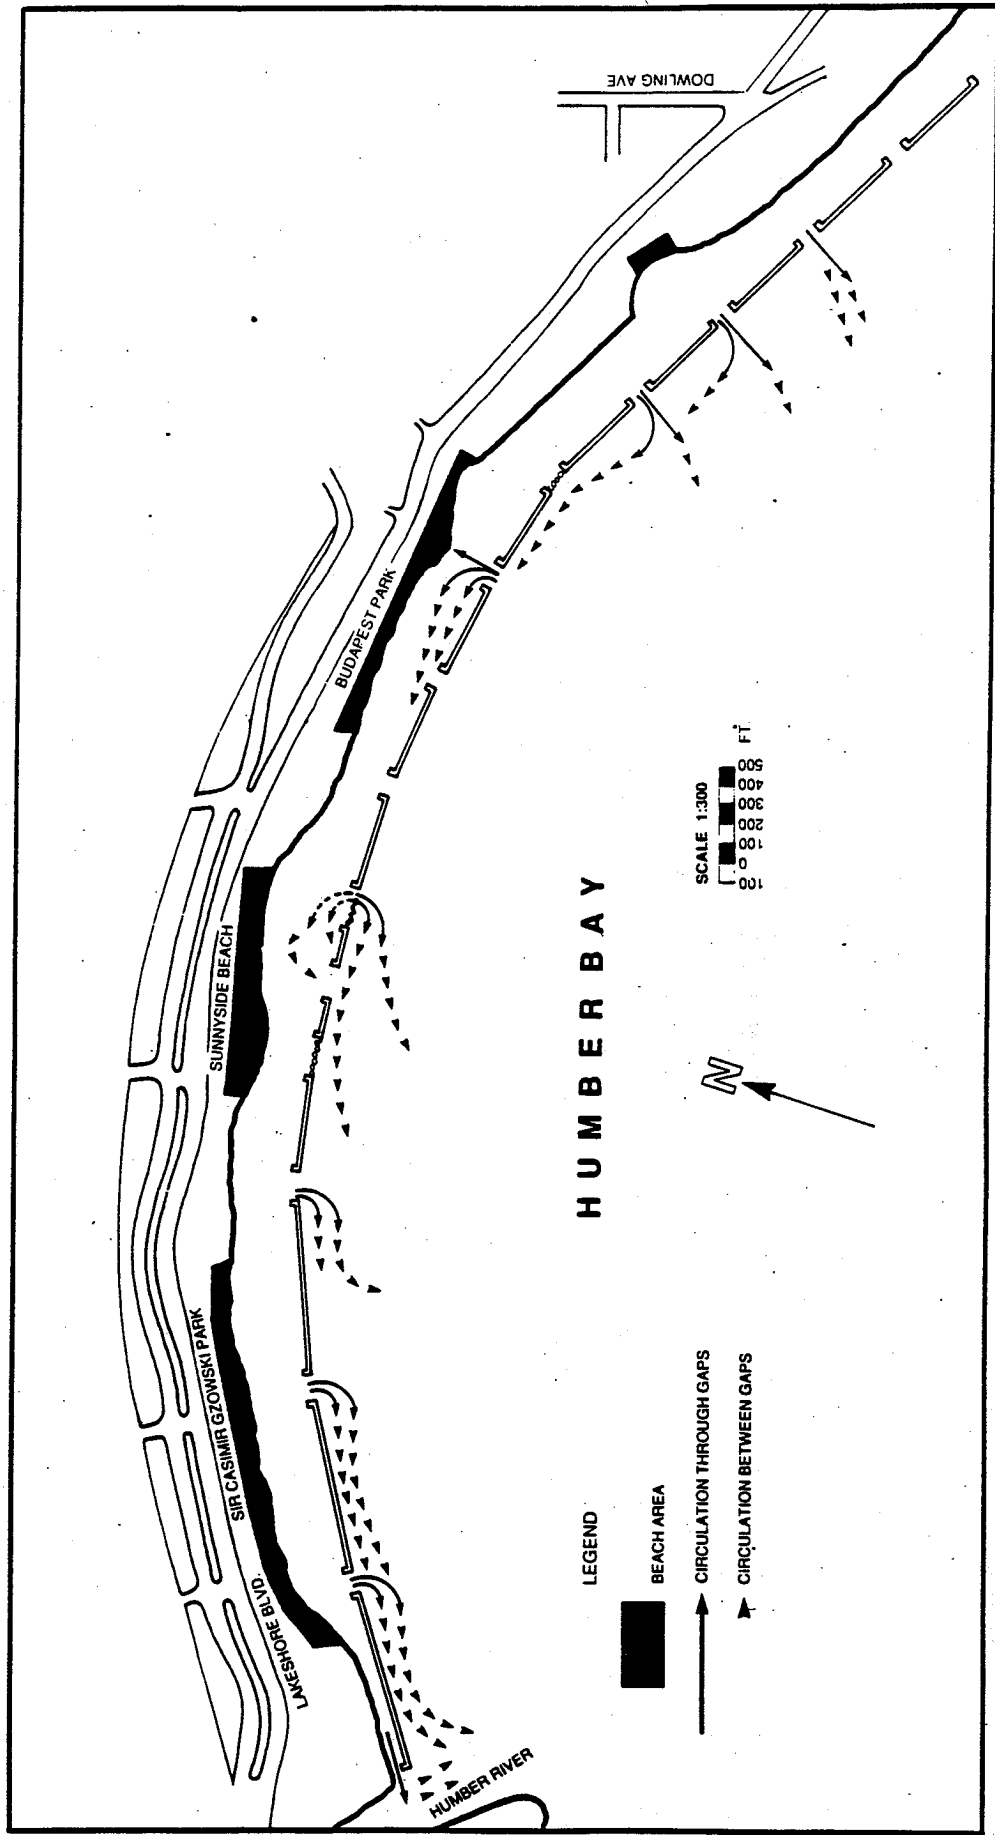 DOWLING AVE
BUDAPEST PARK
SUNNYSIDE BEACH
SIR CASIMIR GZOWSKI PARK
LAKESHORE BLVD.
HUMBER RIVER
HUMBER BAY
N
SCALE 1:300
100 0 100 200 300 400 500 FT
LEGEND
BEACH AREA
CIRCULATION THROUGH GAPS
CIRCULATION BETWEEN GAPS